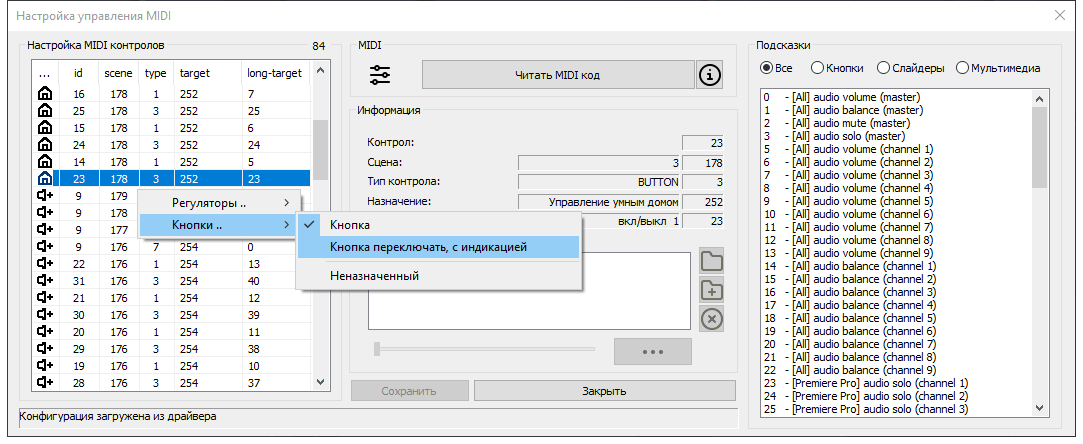 Настройка управления MIDI
Настройка MIDI контролов 84
... id scene type target long-target
16 178 1 252 7
25 178 3 252 25
15 178 1 252 6
24 178 3 252 24
14 178 1 252 5
23 178 3 252 23
9 179
9 178
9 177
9 176 7 254 0
22 176 1 254 13
31 176 3 254 40
21 176 1 254 12
30 176 3 254 39
20 176 1 254 11
29 176 3 254 38
19 176 1 254 10
28 176 3 254 37
Регуляторы ..
Кнопки ..
Кнопка
Кнопка переключать, с индикацией
Неназначенный
MIDI
Читать MIDI код
Информация
Контрол: 23
Сцена: 3 178
Тип контрола: BUTTON 3
Назначение: Управление умным домом 252
вкл/выкл 1 23
...
Сохранить
Закрыть
Подсказки
Все Кнопки Слайдеры Мультимедиа
0 - [All] audio volume (master)
1 - [All] audio balance (master)
2 - [All] audio mute (master)
3 - [All] audio solo (master)
5 - [All] audio volume (channel 1)
6 - [All] audio volume (channel 2)
7 - [All] audio volume (channel 3)
8 - [All] audio volume (channel 4)
9 - [All] audio volume (channel 5)
10 - [All] audio volume (channel 6)
11 - [All] audio volume (channel 7)
12 - [All] audio volume (channel 8)
13 - [All] audio volume (channel 9)
14 - [All] audio balance (channel 1)
15 - [All] audio balance (channel 2)
16 - [All] audio balance (channel 3)
17 - [All] audio balance (channel 4)
18 - [All] audio balance (channel 5)
19 - [All] audio balance (channel 6)
20 - [All] audio balance (channel 7)
21 - [All] audio balance (channel 8)
22 - [All] audio balance (channel 9)
23 - [Premiere Pro] audio solo (channel 1)
24 - [Premiere Pro] audio solo (channel 2)
25 - [Premiere Pro] audio solo (channel 3)
Конфигурация загружена из драйвера